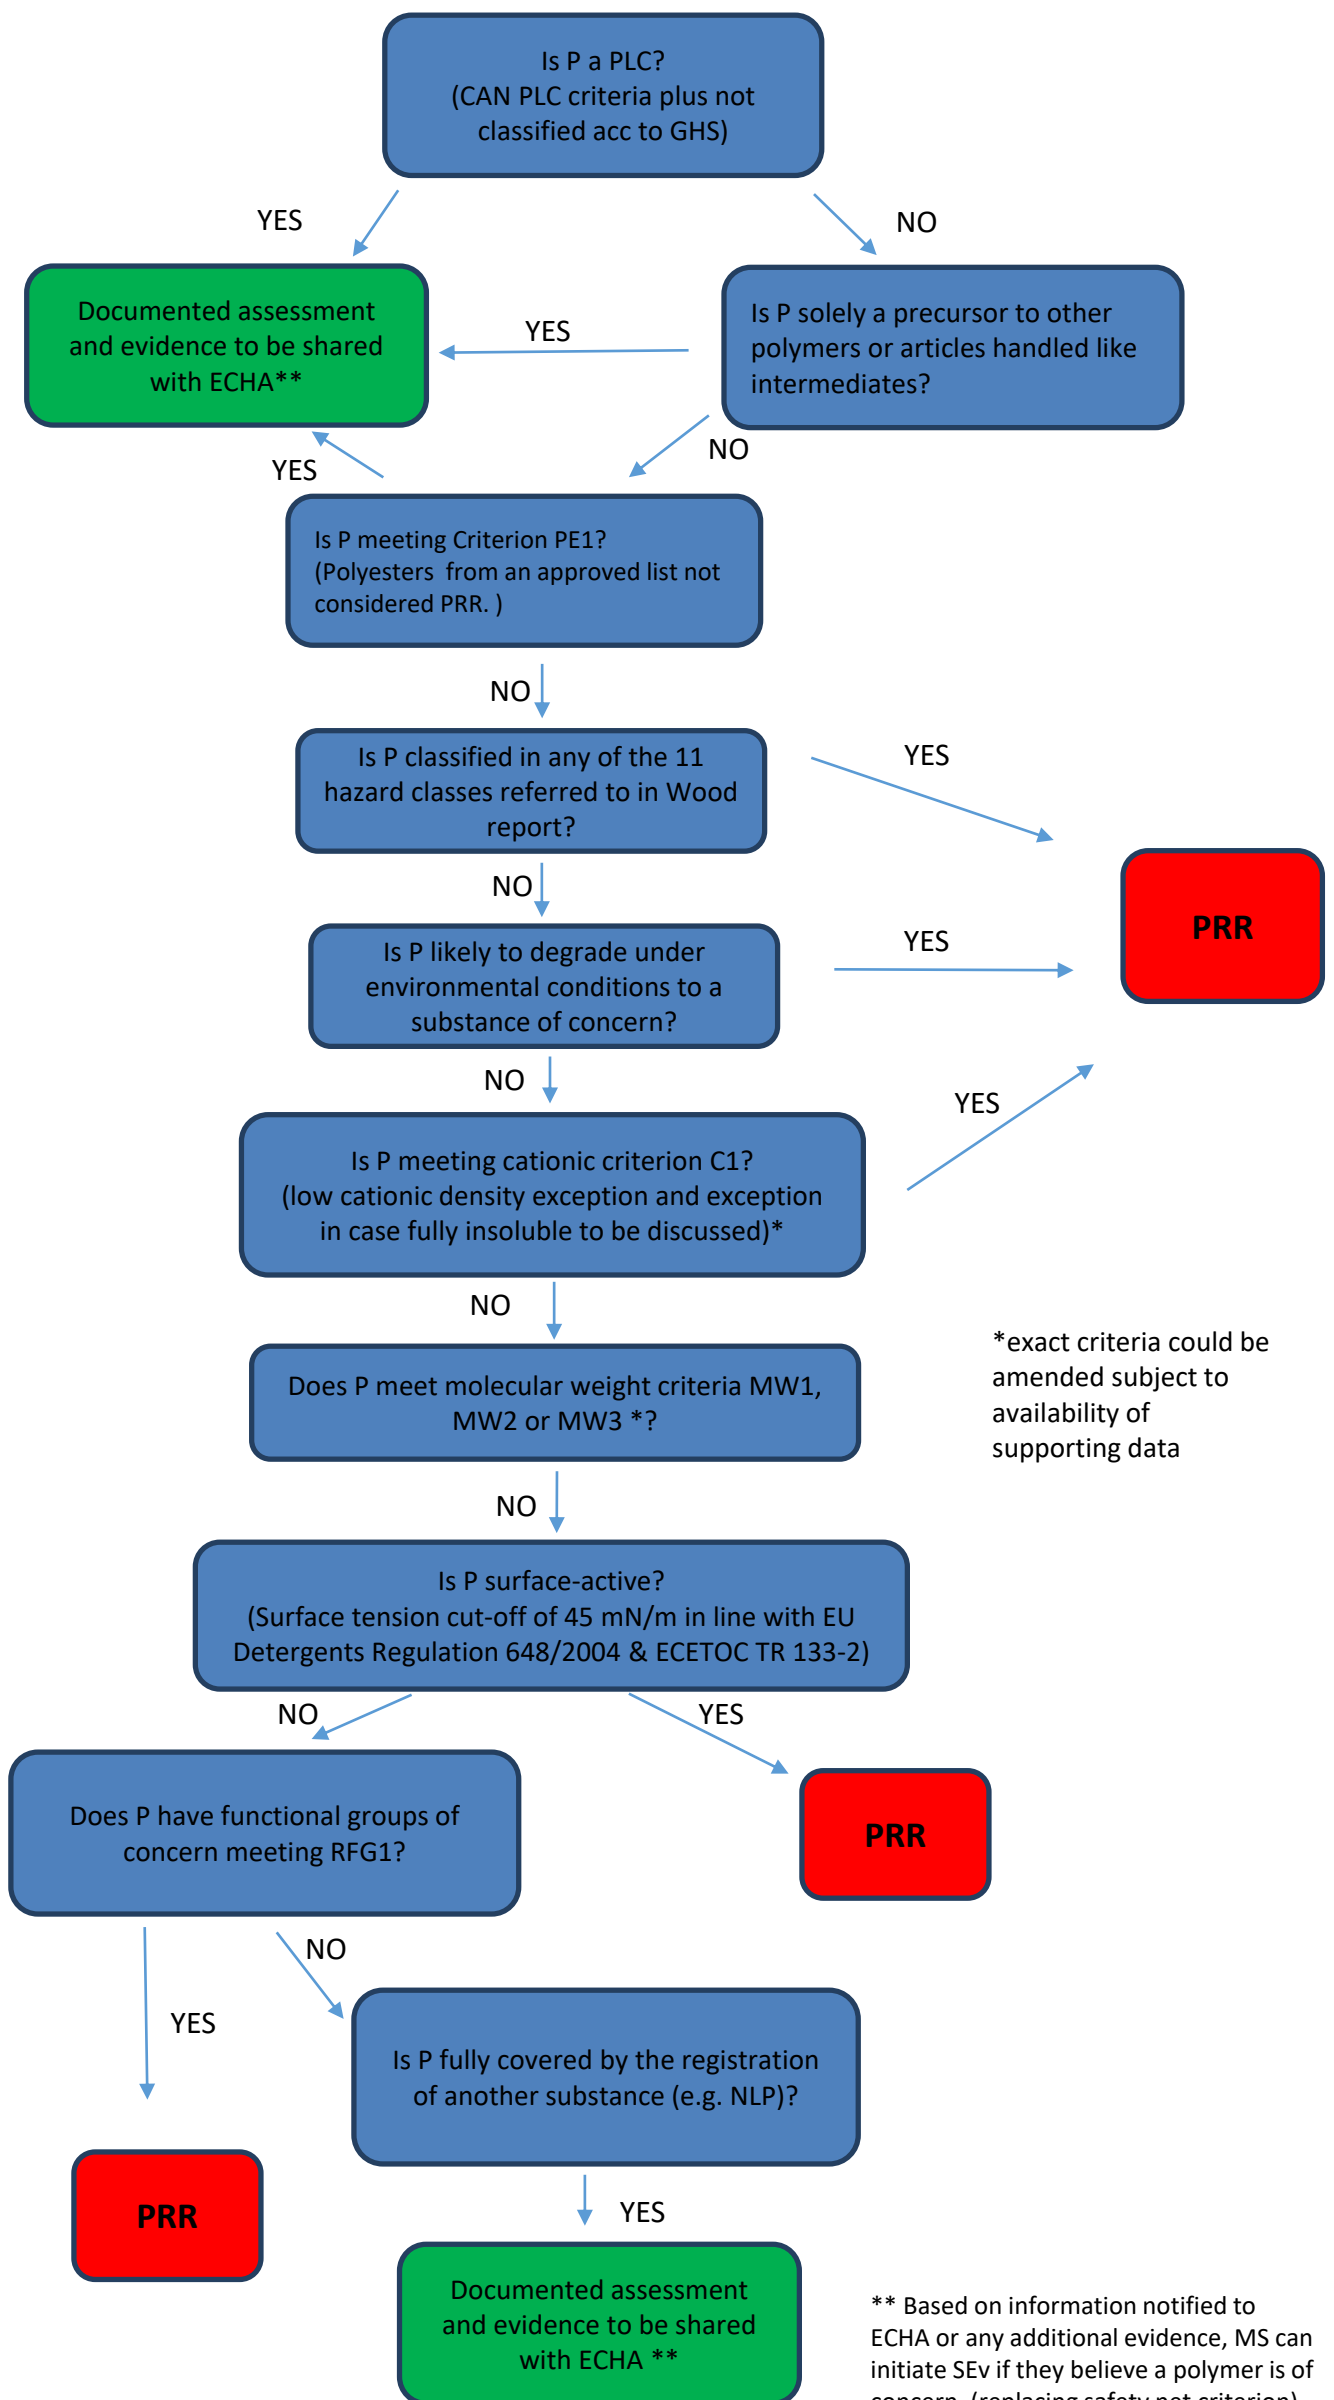 Is P a PLC?
(CAN PLC criteria plus not
classified acc to GHS)
YES
NO
Documented assessment
and evidence to be shared
with ECHA**
YES
Is P solely a precursor to other
polymers or articles handled like
intermediates?
NO
YES
Is P meeting Criterion PE1?
(Polyesters from an approved list not
considered PRR. )
NO
Is P classified in any of the 11
hazard classes referred to in Wood
report?
YES
PRR
NO
Is P likely to degrade under
environmental conditions to a
substance of concern?
YES
NO
YES
Is P meeting cationic criterion C1?
(low cationic density exception and exception
in case fully insoluble to be discussed)*
NO
Does P meet molecular weight criteria MW1,
MW2 or MW3 *?
*exact criteria could be
amended subject to
availability of
supporting data
NO
Is P surface-active?
(Surface tension cut-off of 45 mN/m in line with EU
Detergents Regulation 648/2004 & ECETOC TR 133-2)
NO
YES
Does P have functional groups of
concern meeting RFG1?
PRR
NO
YES
Is P fully covered by the registration
of another substance (e.g. NLP)?
PRR
YES
Documented assessment
and evidence to be shared
with ECHA **
** Based on information notified to
ECHA or any additional evidence, MS can
initiate SEv if they believe a polymer is of
concern (replacing safety net criterion)